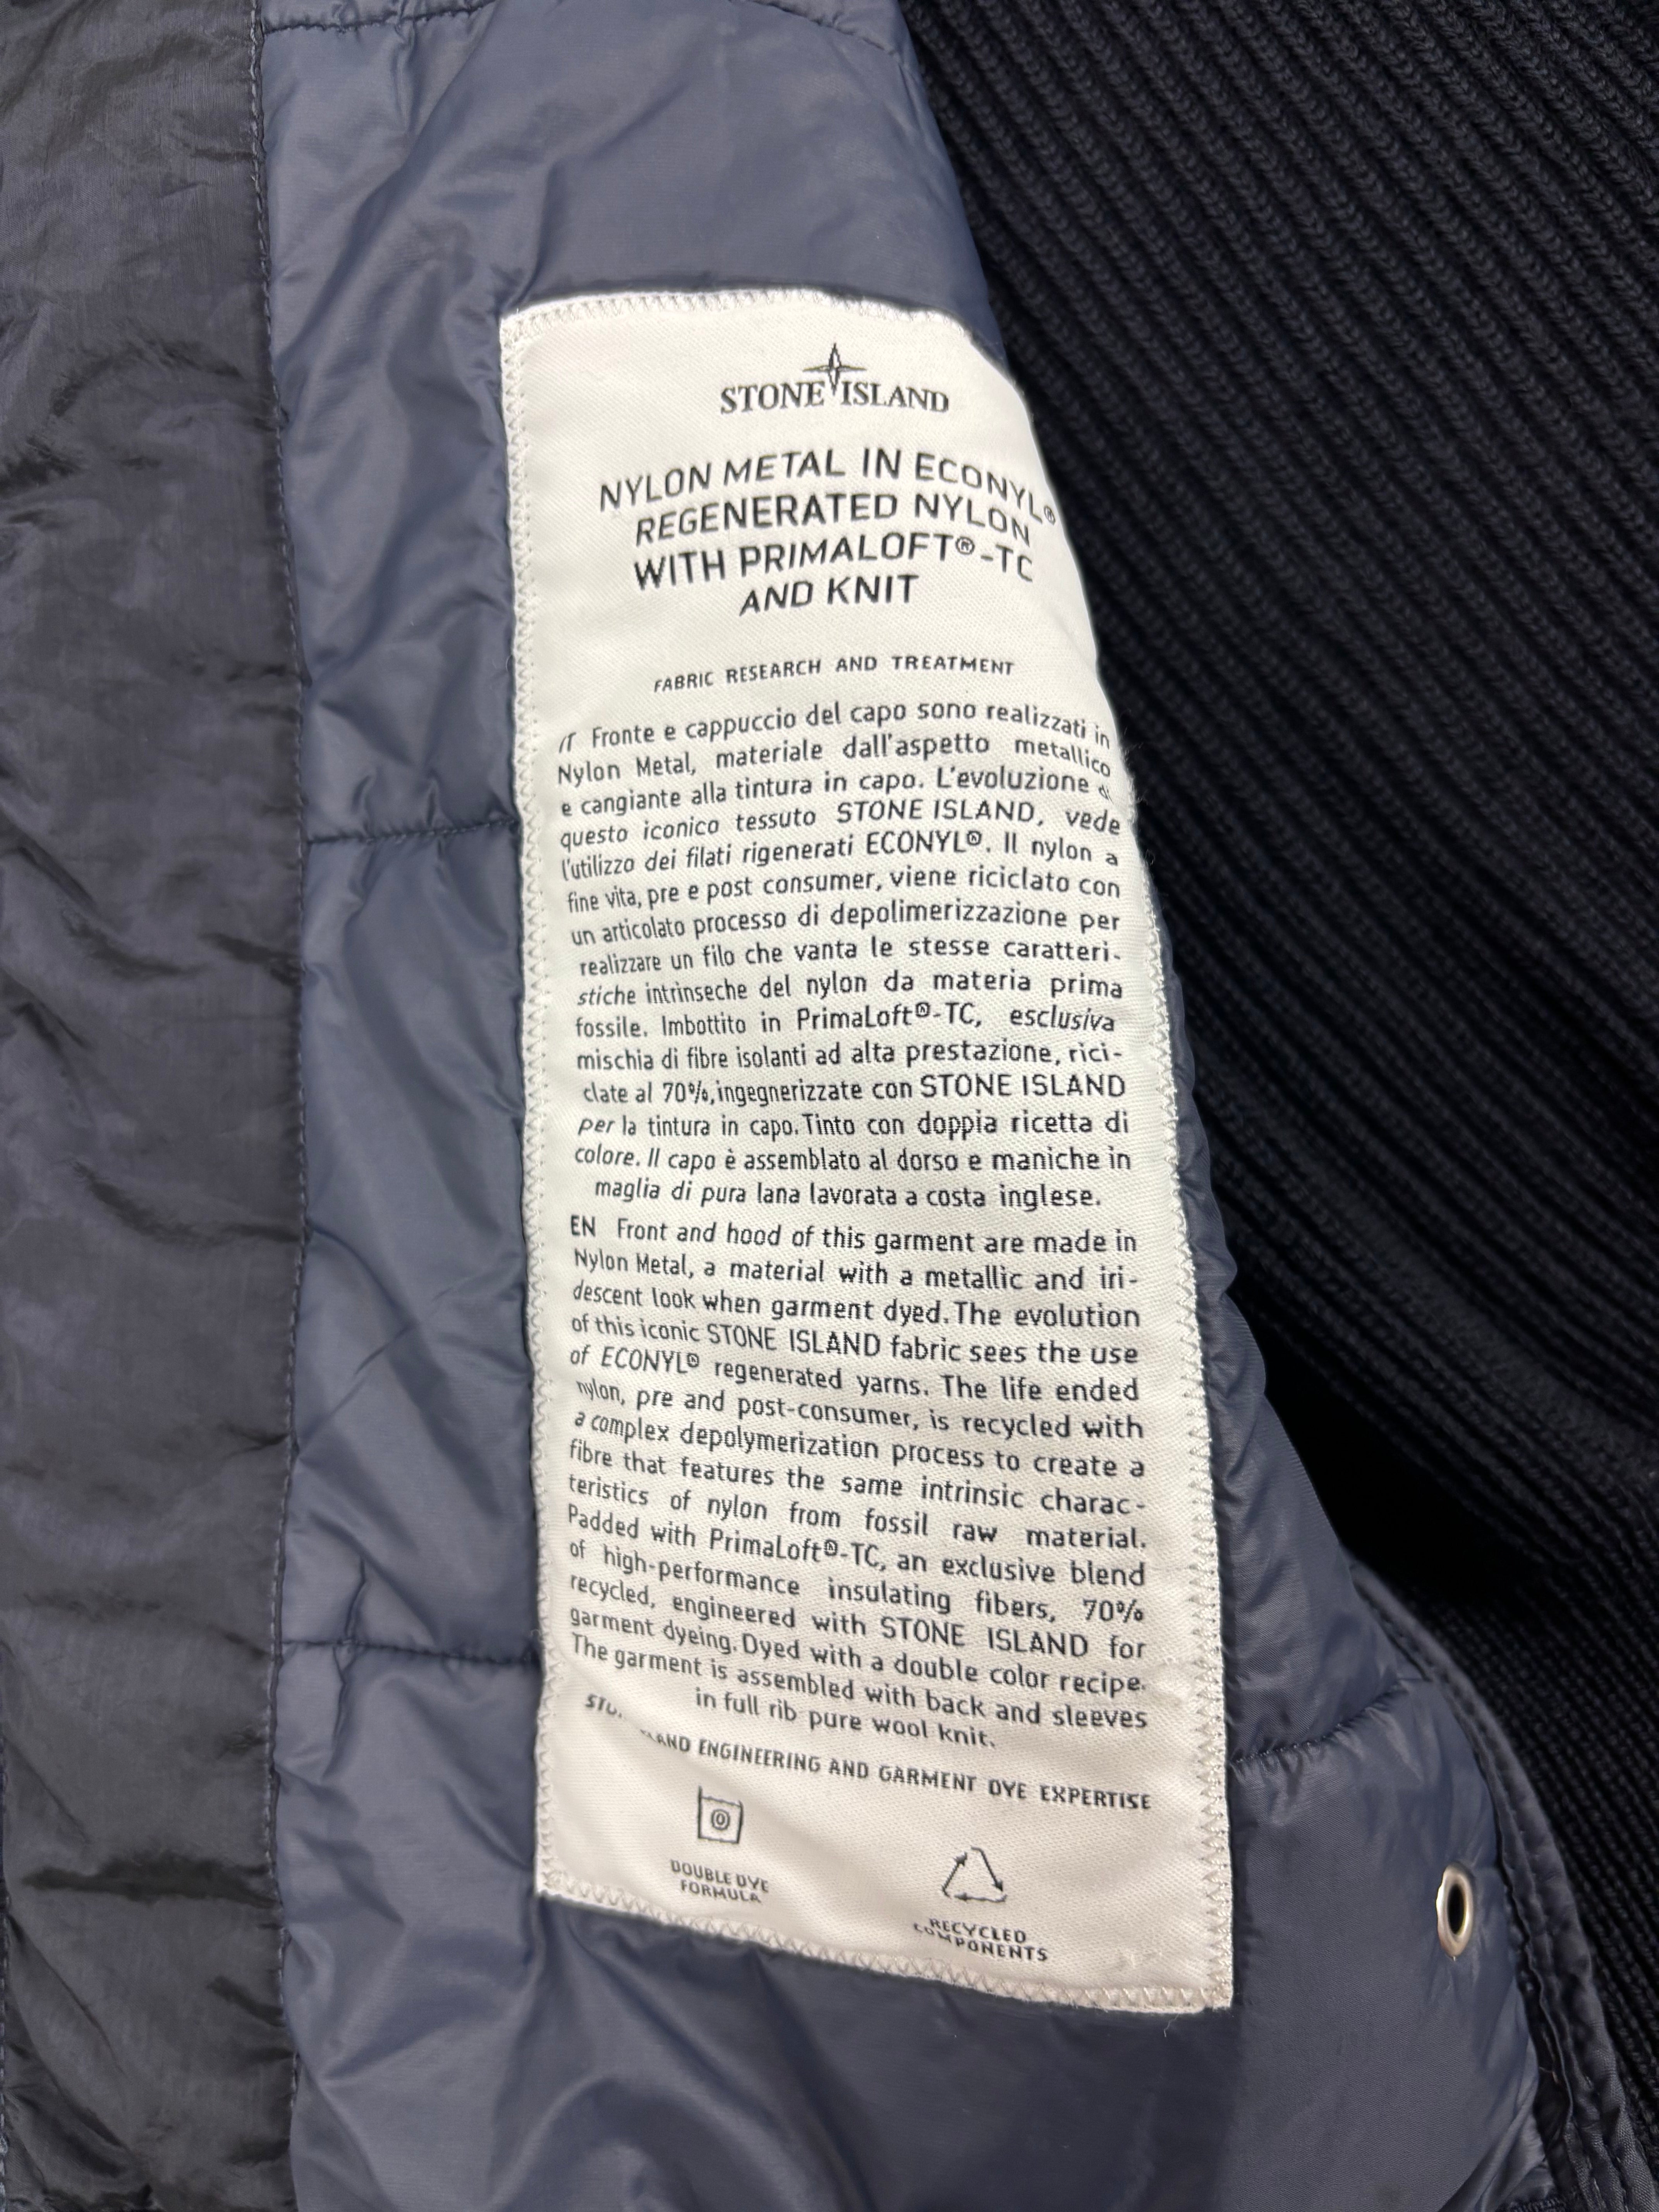 STONE ISLAND
NYLON METAL IN ECONYL®
REGENERATED NYLON
WITH PRIMALOFT®-TC
AND KNIT
FABRIC RESEARCH AND TREATMENT
IT Fronte e cappuccio del capo sono realizzati in
Nylon Metal, materiale dall'aspetto metallico
e cangiante alla tintura in capo. L'evoluzione di
questo iconico tessuto STONE ISLAND, vede
l'utilizzo dei filati rigenerati ECONYL®. Il nylon a
fine vita, pre e post consumer, viene riciclato con
un articolato processo di depolimerizzazione per
realizzare un filo che vanta le stesse caratteri-
stiche intrinseche del nylon da materia prima
fossile. Imbottito in PrimaLoft®-TC, esclusiva
mischia di fibre isolanti ad alta prestazione, rici-
clate al 70%, ingegnerizzate con STONE ISLAND
per la tintura in capo. Tinto con doppia ricetta di
colore. Il capo è assemblato al dorso e maniche in
maglia di pura lana lavorata a costa inglese.
EN Front and hood of this garment are made in
Nylon Metal, a material with a metallic and iri-
descent look when garment dyed. The evolution
of this iconic STONE ISLAND fabric sees the use
of ECONYL® regenerated yarns. The life ended
nylon, pre and post-consumer, is recycled with
a complex depolymerization process to create a
fibre that features the same intrinsic charac-
teristics of nylon from fossil raw material.
Padded with PrimaLoft®-TC, an exclusive blend
of high-performance insulating fibers, 70%
recycled, engineered with STONE ISLAND for
garment dyeing. Dyed with a double color recipe.
The garment is assembled with back and sleeves
in full rib pure wool knit.
ENGINEERING AND GARMENT DYE EXPERTISE
DOUBLE DYE
FORMULA
RECYCLED
COMPONENTS